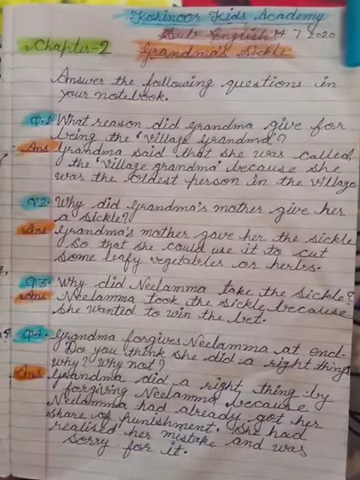 Kohinoor Kids Academy
Sub English 4 7 2020
Chapter-2 Grandma's Sickle
Answer the following questions in
your notebook.
Q.1 What reason did Grandma give for
being the 'Village Grandma'?
Ans Grandma said that she was called
the 'village grandma' because she
was the oldest person in the village
Q2. Why did Grandma's mother give her
a sickle?
Ans Grandma's mother gave her the sickle
so that she could use it to cut
some leafy vegetables or herbs.
Q.3. Why did Neelamma take the sickle?
Ans Neelamma took the sickle because
she wanted to win the bet.
Q.4. Grandma forgives Neelamma at end.
Do you think she did a right thing
why? Why not?
Ans Grandma did a right thing by
forgiving Neelamma because
Nedamma had already got her
share of punishment. She had
realised her mistake and was
sorry for it.